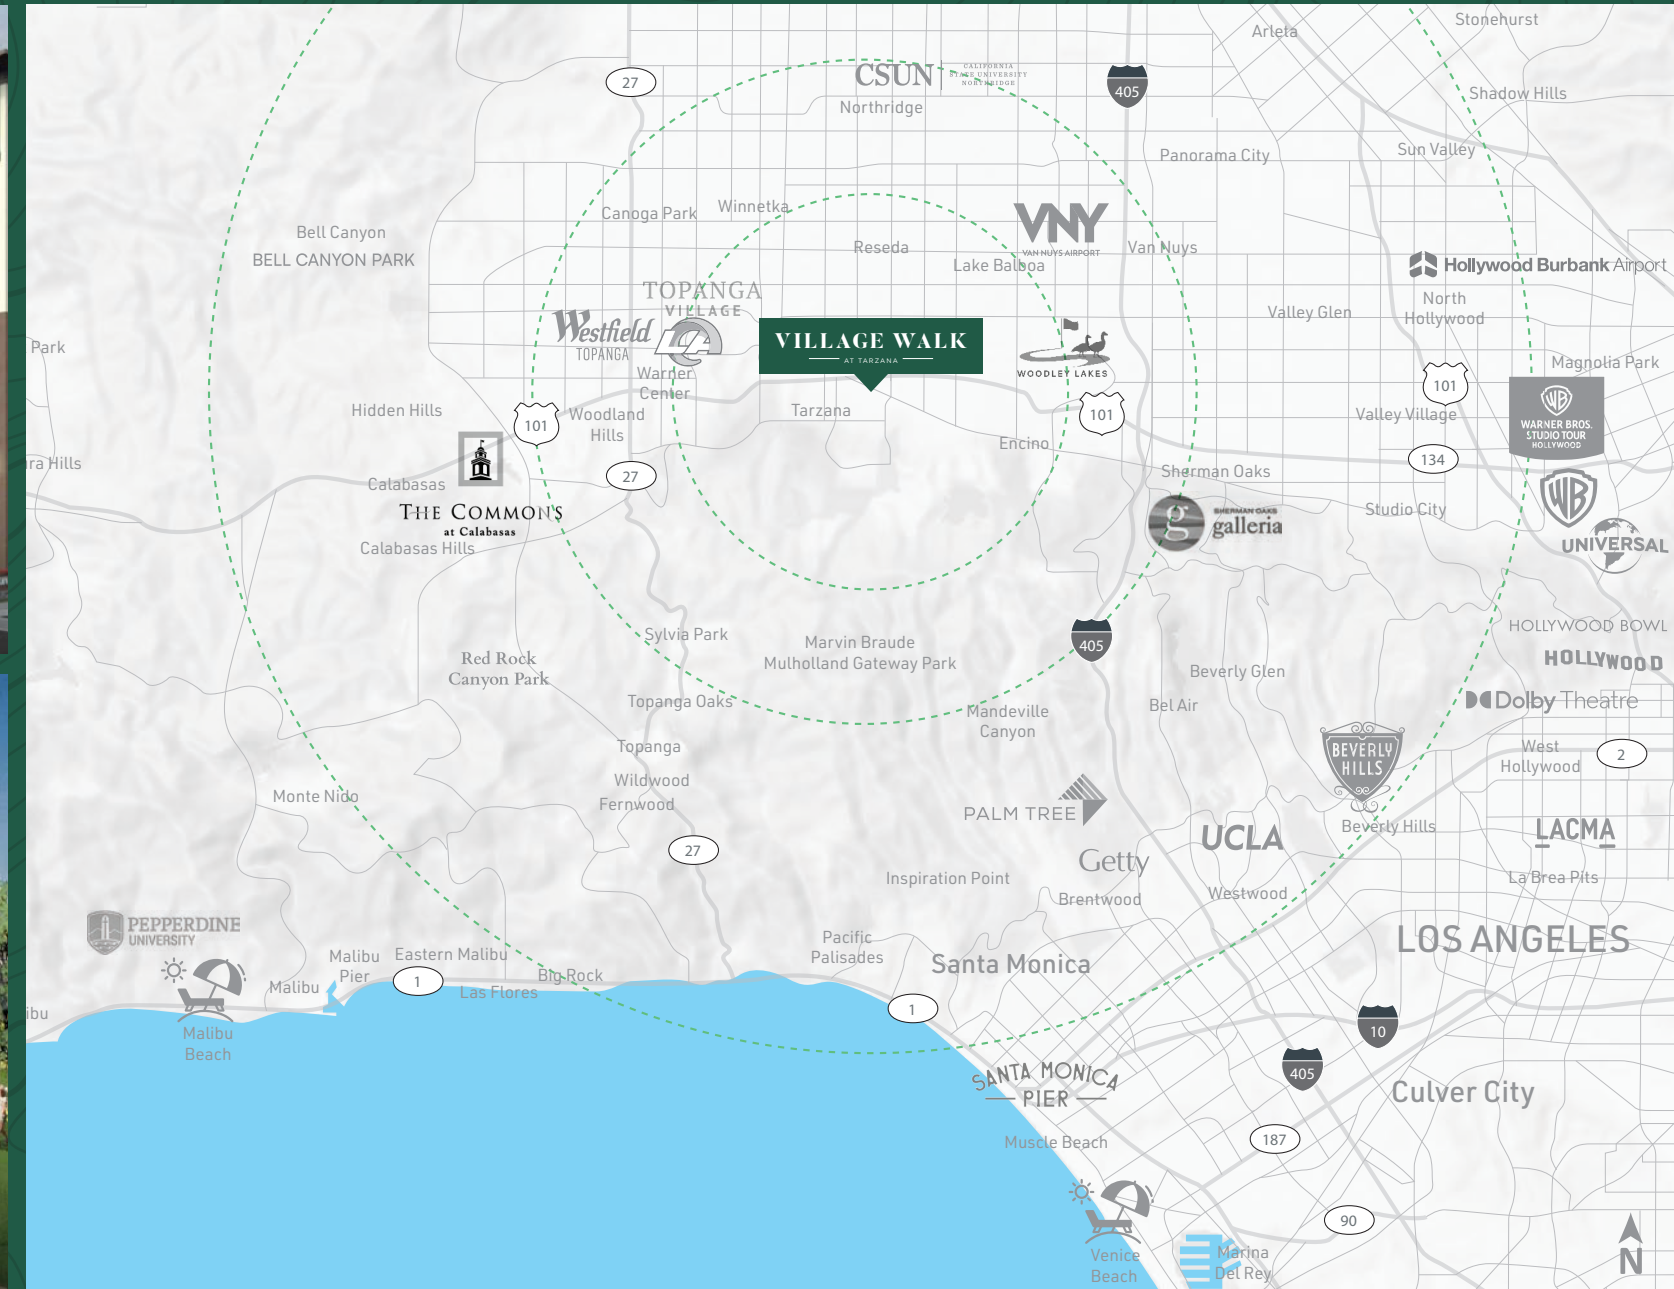 Stonehurst
Arleta
27
CSUN
CALIFORNIA
STATE UNIVERSITY
NORTHRIDGE
405
Shadow Hills
Northridge
Sun Valley
Panorama City
Canoga Park
Winnetka
VNY
VAN NUYS AIRPORT
Bell Canyon
BELL CANYON PARK
Reseda
Lake Balboa
Van Nuys
Hollywood Burbank Airport
TOPANGA
VILLAGE
North
Hollywood
Valley Glen
Westfield
TOPANGA
VILLAGE WALK
AT TARZANA
WOODLEY LAKES
Park
Magnolia Park
Warner
Center
101
WB
WARNER BROS.
STUDIO TOUR
HOLLYWOOD
Hidden Hills
101
Woodland
Hills
Tarzana
101
Valley Village
Encino
134
ra Hills
27
Sherman Oaks
Calabasas
THE COMMONS
at Calabasas
g
SHERMAN OAKS
galleria
Studio City
WB
UNIVERSAL
Calabasas Hills
HOLLYWOOD BOWL
Sylvia Park
Marvin Braude
Mulholland Gateway Park
405
HOLLYWOOD
Red Rock
Canyon Park
Beverly Glen
Topanga Oaks
Mandeville
Canyon
Bel Air
Dolby Theatre
Topanga
BEVERLY
HILLS
West
Hollywood
2
Wildwood
Monte Nido
Fernwood
PALM TREE
Beverly Hills
LACMA
UCLA
27
Getty
Inspiration Point
La Brea Pits
Brentwood
Westwood
PEPPERDINE
UNIVERSITY
Pacific
Palisades
LOS ANGELES
Malibu
Pier
Eastern Malibu
Santa Monica
Big Rock
1
Malibu
Las Flores
1
ibu
Malibu
Beach
10
405
SANTA MONICA
PIER
Culver City
Muscle Beach
187
90
Venice
Beach
Marina
Del Rey
N